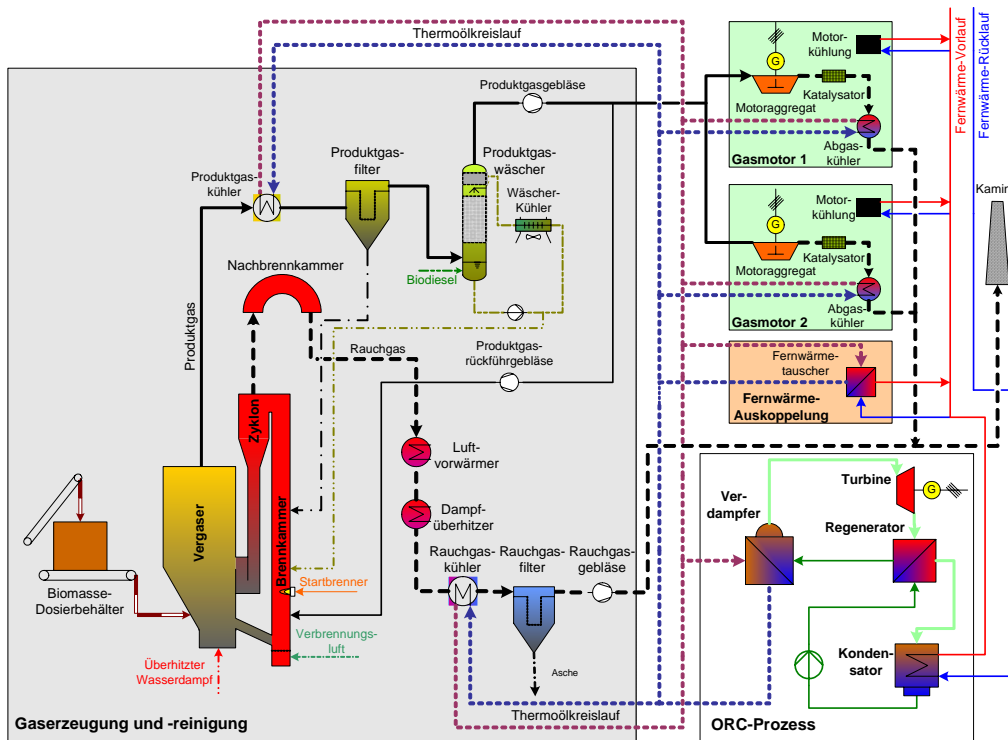 Thermoölkreislauf
Produktgasgebläse
Produktgas-
kühler
Produktgas-
filter
Produktgas-
wäscher
Wäscher-
Kühler
Biodiesel
Nachbrennkammer
Produktgas
Rauchgas
Produktgas-
rückführgebläse
Zyklon
Luft-
vorwärmer
Vergaser
Brennkammer
Dampf-
überhitzer
Rauchgas-
kühler
Rauchgas-
filter
Rauchgas-
gebläse
Biomasse-
Dosierbehälter
Startbrenner
Verbrennungs-
luft
Überhitzter
Wasserdampf
Asche
Thermoölkreislauf
Gaserzeugung und -reinigung
Motor-
kühlung
G
Katalysator
Motoraggregat
Abgas-
kühler
Gasmotor 1
Motor-
kühlung
G
Katalysator
Motoraggregat
Abgas-
kühler
Gasmotor 2
Fernwärme-Vorlauf
Fernwärme-Rücklauf
Kamin
Fernwärme-
tauscher
Fernwärme-
Auskoppelung
Turbine
G
Ver-
dampfer
Regenerator
Konden-
sator
ORC-Prozess